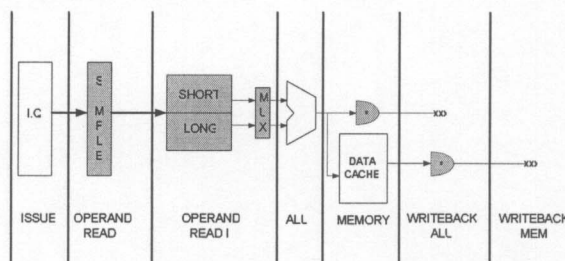 I.C
S
M
F
L
E
SHORT
LONG
M
L
X
DATA
CACHE
ISSUE
OPERAND
READ
OPERAND
READ I
ALL
MEMORY
WRITEBACK
ALL
WRITEBACK
MEM